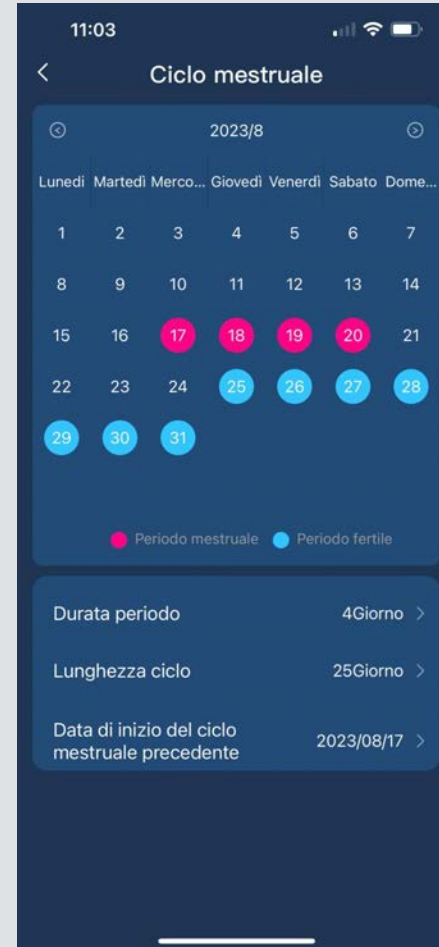 11:03
Ciclo mestruale
2023/8
Lunedì Martedì Merco... Giovedì Venerdì Sabato Dome...
1 2 3 4 5 6 7
8 9 10 11 12 13 14
15 16 17 18 19 20 21
22 23 24 25 26 27 28
29 30 31
Periodo mestruale Periodo fertile
Durata periodo 4Giorno
Lunghezza ciclo 25Giorno
Data di inizio del ciclo
mestruale precedente 2023/08/17